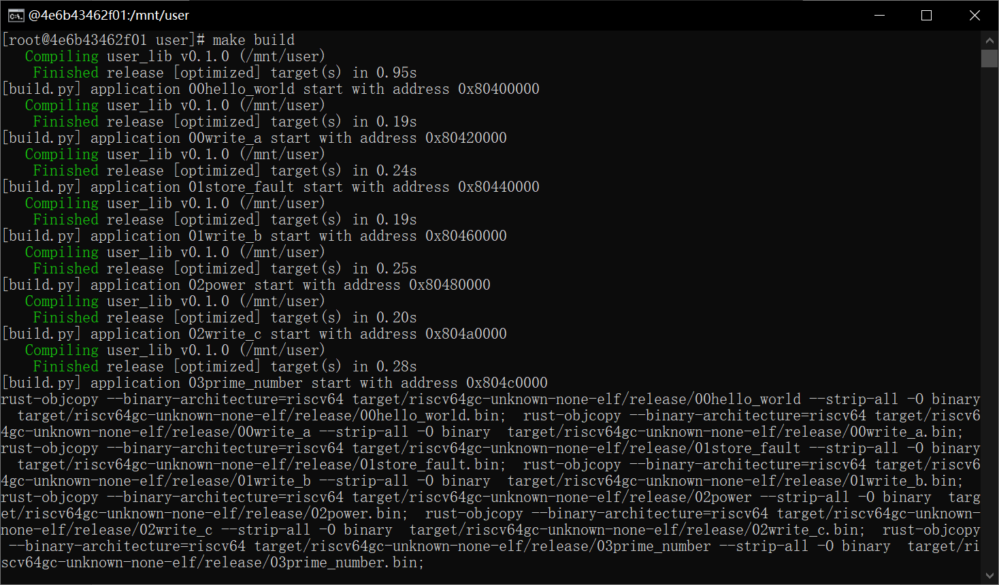 @4e6b43462f01:/mnt/user
[root@4e6b43462f01 user]# make build
Compiling user_lib v0.1.0 (/mnt/user)
Finished release [optimized] target(s) in 0.95s
[build.py] application 00hello_world start with address 0x80400000
Compiling user_lib v0.1.0 (/mnt/user)
Finished release [optimized] target(s) in 0.19s
[build.py] application 00write_a start with address 0x80420000
Compiling user_lib v0.1.0 (/mnt/user)
Finished release [optimized] target(s) in 0.24s
[build.py] application 01store_fault start with address 0x80440000
Compiling user_lib v0.1.0 (/mnt/user)
Finished release [optimized] target(s) in 0.19s
[build.py] application 01write_b start with address 0x80460000
Compiling user_lib v0.1.0 (/mnt/user)
Finished release [optimized] target(s) in 0.25s
[build.py] application 02power start with address 0x80480000
Compiling user_lib v0.1.0 (/mnt/user)
Finished release [optimized] target(s) in 0.20s
[build.py] application 02write_c start with address 0x804a0000
Compiling user_lib v0.1.0 (/mnt/user)
Finished release [optimized] target(s) in 0.28s
[build.py] application 03prime_number start with address 0x804c0000
rust-objcopy --binary-architecture=riscv64 target/riscv64gc-unknown-none-elf/release/00hello_world --strip-all -O binary
target/riscv64gc-unknown-none-elf/release/00hello_world.bin;  rust-objcopy --binary-architecture=riscv64 target/riscv6
4gc-unknown-none-elf/release/00write_a --strip-all -O binary  target/riscv64gc-unknown-none-elf/release/00write_a.bin;
rust-objcopy --binary-architecture=riscv64 target/riscv64gc-unknown-none-elf/release/01store_fault --strip-all -O binary
target/riscv64gc-unknown-none-elf/release/01store_fault.bin;  rust-objcopy --binary-architecture=riscv64 target/riscv6
4gc-unknown-none-elf/release/01write_b --strip-all -O binary  target/riscv64gc-unknown-none-elf/release/01write_b.bin;
rust-objcopy --binary-architecture=riscv64 target/riscv64gc-unknown-none-elf/release/02power --strip-all -O binary  targ
et/riscv64gc-unknown-none-elf/release/02power.bin;  rust-objcopy --binary-architecture=riscv64 target/riscv64gc-unknown-
none-elf/release/02write_c --strip-all -O binary  target/riscv64gc-unknown-none-elf/release/02write_c.bin;  rust-objcopy
--binary-architecture=riscv64 target/riscv64gc-unknown-none-elf/release/03prime_number --strip-all -O binary  target/ri
scv64gc-unknown-none-elf/release/03prime_number.bin;